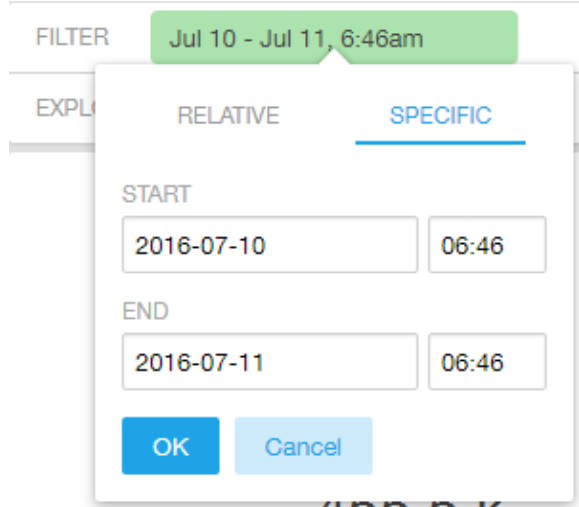 FILTER Jul 10 - Jul 11, 6:46am
RELATIVE SPECIFIC
START
2016-07-10 06:46
END
2016-07-11 06:46
OK Cancel